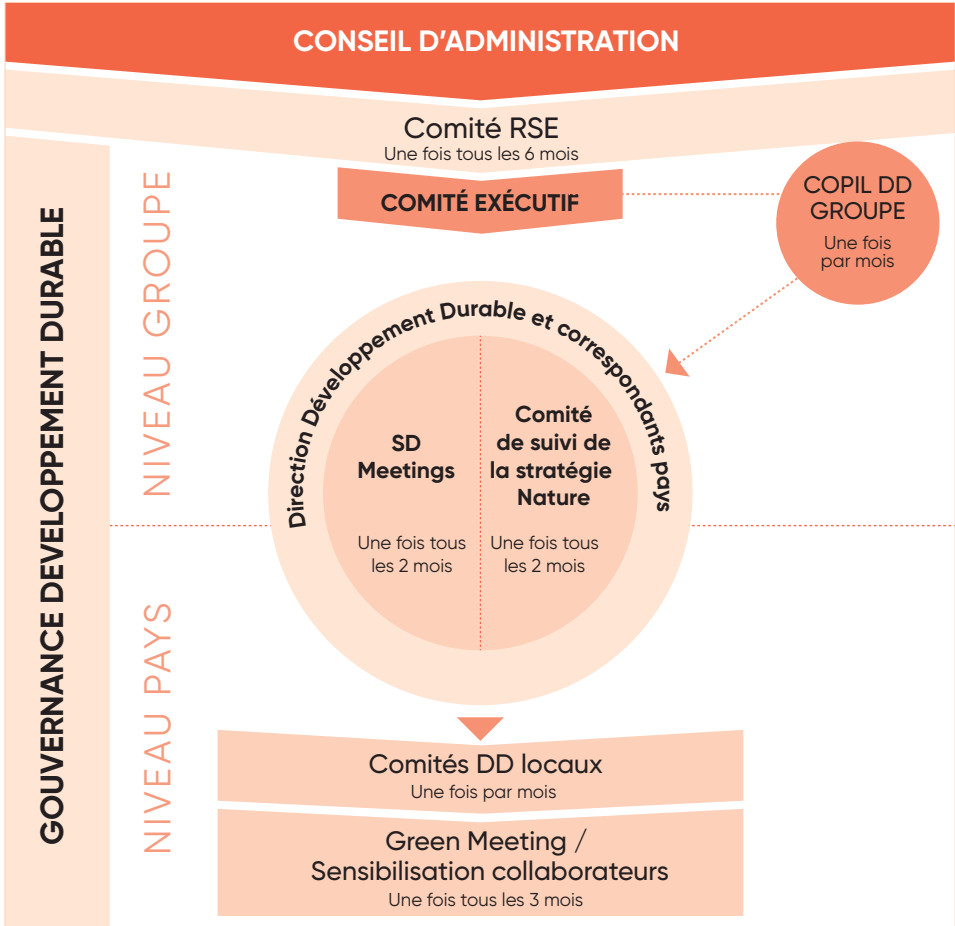 CONSEIL D'ADMINISTRATION
Comité RSE
Une fois tous les 6 mois
COMITÉ EXÉCUTIF
COPIL DD
GROUPE
Une fois
par mois
GOUVERNANCE DEVELOPPEMENT DURABLE
NIVEAU GROUPE
Direction Développement Durable et correspondants pays
SD
Meetings
Une fois tous
les 2 mois
Comité
de suivi de
la stratégie
Nature
Une fois tous
les 2 mois
NIVEAU PAYS
Comités DD locaux
Une fois par mois
Green Meeting /
Sensibilisation collaborateurs
Une fois tous les 3 mois